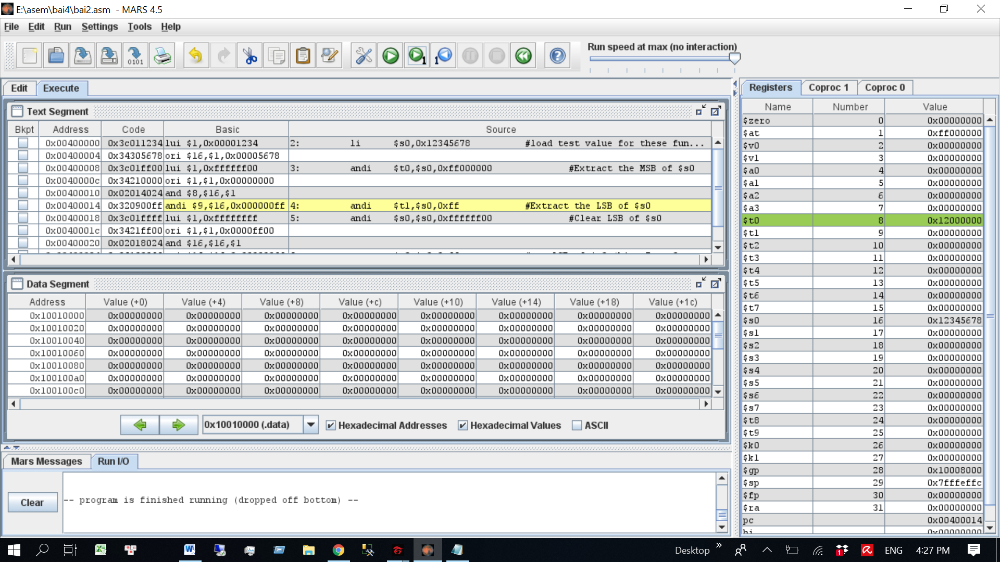 E:\asem\bai4\bai2.asm - MARS 4.5
File Edit Run Settings Tools Help
Run speed at max (no interaction)
Edit Execute
Text Segment
Bkpt Address Code Basic Source
0x00400000 0x3c011234 lui $1,0x00001234 2: li $s0,0x12345678 #load test value for these fun...
0x00400004 0x34305678 ori $16,$1,0x00005678
0x00400008 0x3c01ff00 lui $1,0xffffff00 3: andi $t0,$s0,0xff000000 #Extract the MSB of $s0
0x0040000c 0x34210000 ori $1,$1,0x00000000
0x00400010 0x02014024 and $8,$16,$1
0x00400014 0x320900ff andi $9,$16,0x000000ff 4: andi $t1,$s0,0xff #Extract the LSB of $s0
0x00400018 0x3c01ffff lui $1,0xffffffff 5: andi $s0,$s0,0xffffff00 #Clear LSB of $s0
0x0040001c 0x3421ff00 ori $1,$1,0x0000ff00
0x00400020 0x02018024 and $16,$16,$1
Data Segment
Address Value (+0) Value (+4) Value (+8) Value (+c) Value (+10) Value (+14) Value (+18) Value (+1c)
0x10010000 0x00000000 0x00000000 0x00000000 0x00000000 0x00000000 0x00000000 0x00000000 0x00000000
0x10010020 0x00000000 0x00000000 0x00000000 0x00000000 0x00000000 0x00000000 0x00000000 0x00000000
0x10010040 0x00000000 0x00000000 0x00000000 0x00000000 0x00000000 0x00000000 0x00000000 0x00000000
0x10010060 0x00000000 0x00000000 0x00000000 0x00000000 0x00000000 0x00000000 0x00000000 0x00000000
0x10010080 0x00000000 0x00000000 0x00000000 0x00000000 0x00000000 0x00000000 0x00000000 0x00000000
0x100100a0 0x00000000 0x00000000 0x00000000 0x00000000 0x00000000 0x00000000 0x00000000 0x00000000
0x100100c0 0x00000000 0x00000000 0x00000000 0x00000000 0x00000000 0x00000000 0x00000000 0x00000000
0x10010000 (.data) Hexadecimal Addresses Hexadecimal Values ASCII
Mars Messages Run I/O
Clear
-- program is finished running (dropped off bottom) --
Registers Coproc 1 Coproc 0
Name Number Value
$zero 0 0x00000000
$at 1 0xff000000
$v0 2 0x00000000
$v1 3 0x00000000
$a0 4 0x00000000
$a1 5 0x00000000
$a2 6 0x00000000
$a3 7 0x00000000
$t0 8 0x12000000
$t1 9 0x00000000
$t2 10 0x00000000
$t3 11 0x00000000
$t4 12 0x00000000
$t5 13 0x00000000
$t6 14 0x00000000
$t7 15 0x00000000
$s0 16 0x12345678
$s1 17 0x00000000
$s2 18 0x00000000
$s3 19 0x00000000
$s4 20 0x00000000
$s5 21 0x00000000
$s6 22 0x00000000
$s7 23 0x00000000
$t8 24 0x00000000
$t9 25 0x00000000
$k0 26 0x00000000
$k1 27 0x00000000
$gp 28 0x10008000
$sp 29 0x7fffeffc
$fp 30 0x00000000
$ra 31 0x00000000
pc 0x00400014
hi 0x00000000
Desktop ENG 4:27 PM